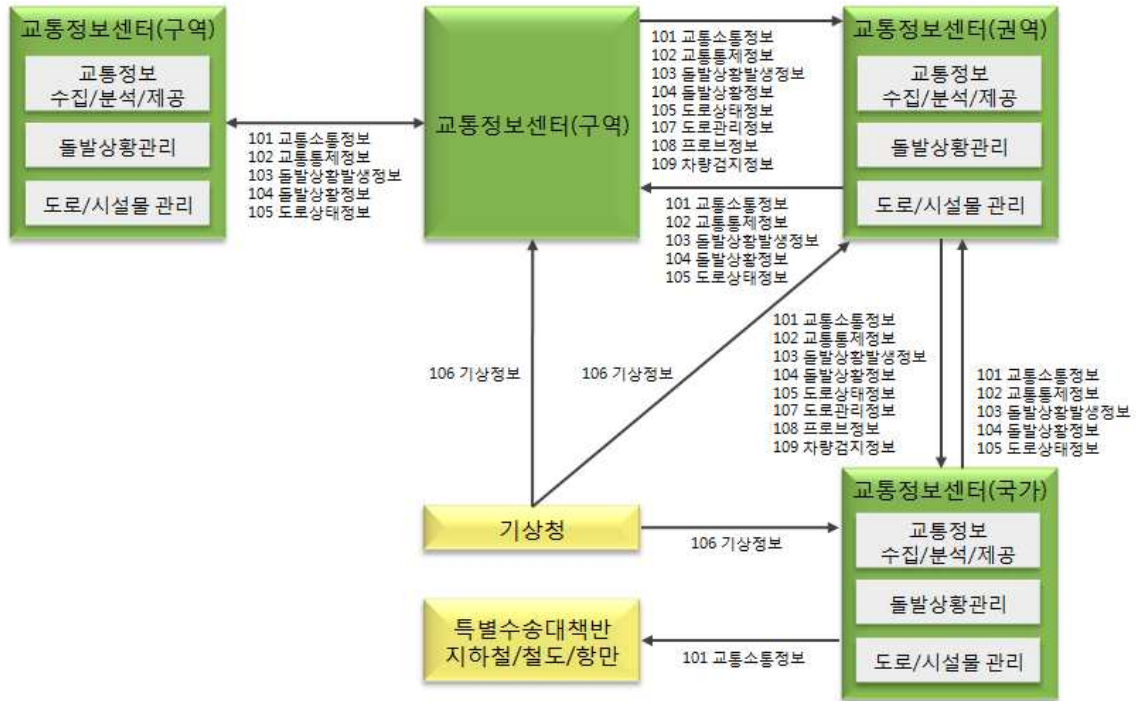 교통정보센터(구역)
교통정보
수집/분석/제공
돌발상황관리
도로/시설물 관리
101 교통소통정보
102 교통통제정보
103 돌발상황발생정보
104 돌발상황정보
105 도로상태정보
교통정보센터(구역)
101 교통소통정보
102 교통통제정보
103 돌발상황발생정보
104 돌발상황정보
105 도로상태정보
107 도로관리정보
108 프로브정보
109 차량검지정보
101 교통소통정보
102 교통통제정보
103 돌발상황발생정보
104 돌발상황정보
105 도로상태정보
교통정보센터(권역)
교통정보
수집/분석/제공
돌발상황관리
도로/시설물 관리
106 기상정보
106 기상정보
101 교통소통정보
102 교통통제정보
103 돌발상황발생정보
104 돌발상황정보
105 도로상태정보
107 도로관리정보
108 프로브정보
109 차량검지정보
101 교통소통정보
102 교통통제정보
103 돌발상황발생정보
104 돌발상황정보
105 도로상태정보
기상청
106 기상정보
교통정보센터(국가)
교통정보
수집/분석/제공
돌발상황관리
도로/시설물 관리
특별수송대책반
지하철/철도/항만
101 교통소통정보